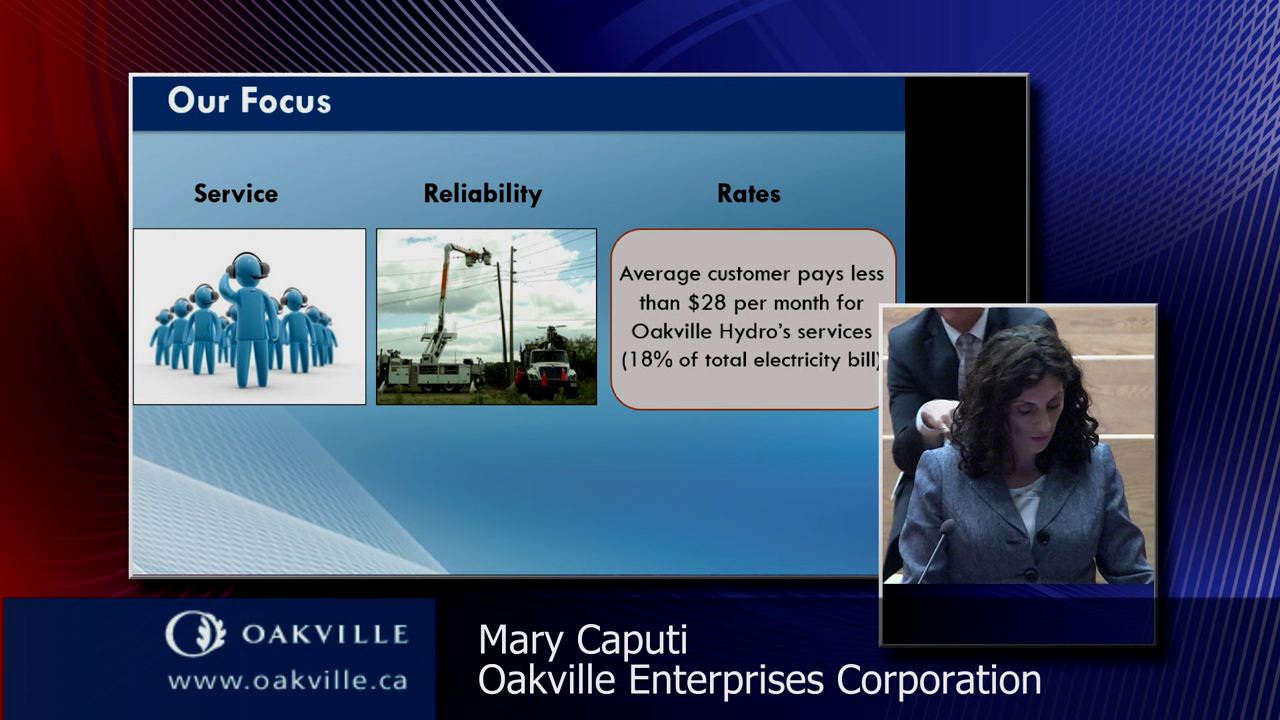 Our Focus
Service
Reliability
Rates
Average customer pays less
than $28 per month for
Oakville Hydro's services
(18% of total electricity bill)
OAKVILLE
www.oakville.ca
Mary Caputi
Oakville Enterprises Corporation